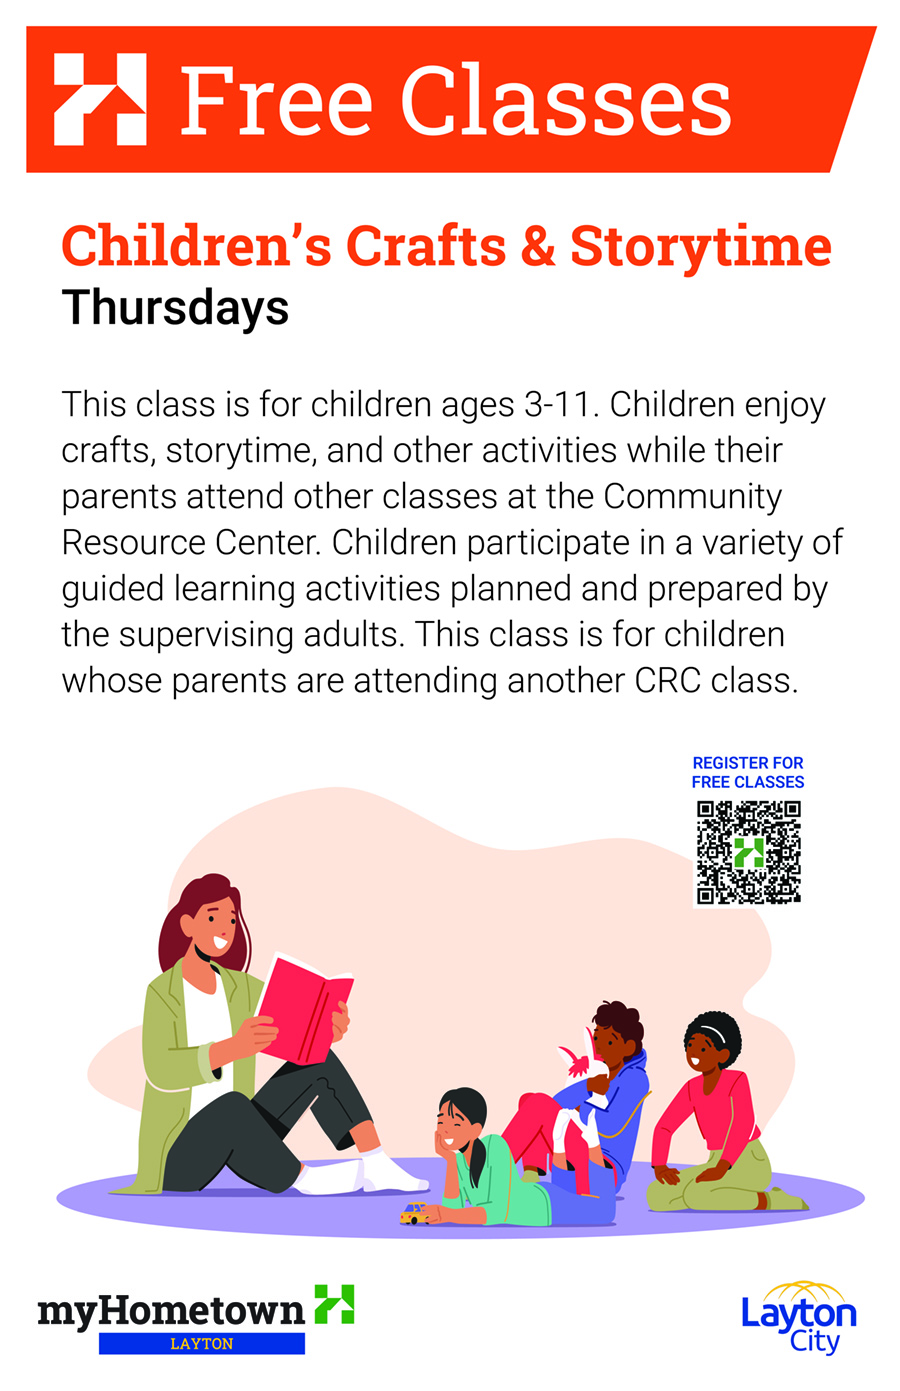 Free Classes
Children's Crafts & Storytime
Thursdays
This class is for children ages 3-11. Children enjoy
crafts, storytime, and other activities while their
parents attend other classes at the Community
Resource Center. Children participate in a variety of
guided learning activities planned and prepared by
the supervising adults. This class is for children
whose parents are attending another CRC class.
REGISTER FOR
FREE CLASSES
myHometown
LAYTON
Layton
City